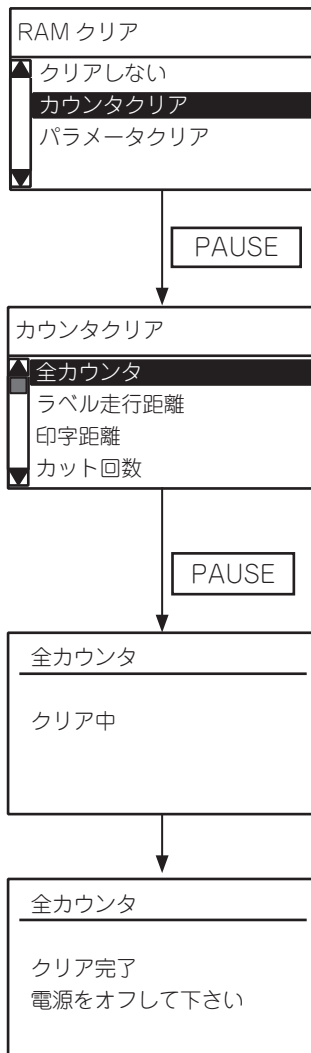 RAM クリア
クリアしない
カウンタクリア
パラメータクリア
PAUSE
カウンタクリア
全カウンタ
ラベル走行距離
印字距離
カット回数
PAUSE
全カウンタ
クリア中
全カウンタ
クリア完了
電源をオフして下さい